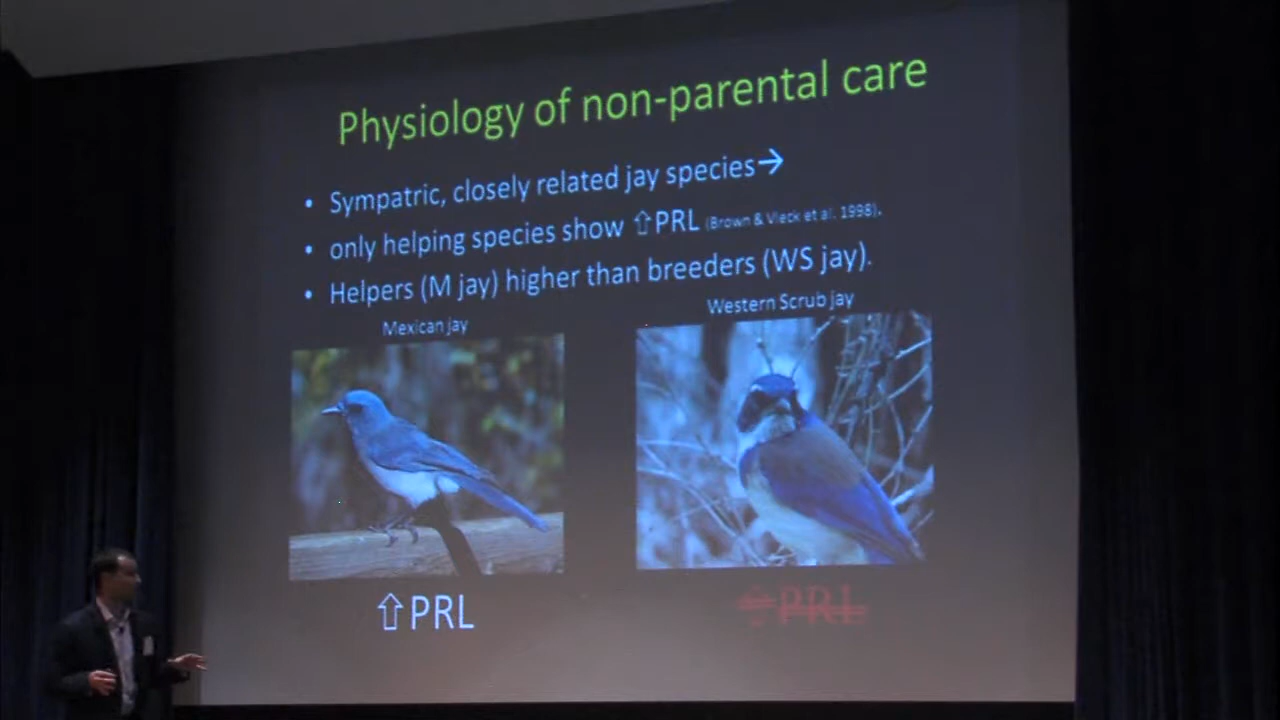 Physiology of non-parental care
• Sympatric, closely related jay species→
• only helping species show ⇧PRL (Brown & Vleck et al. 1998).
• Helpers (M jay) higher than breeders (WS jay).
Mexican jay
Western Scrub jay
⇧PRL
⇧PRL